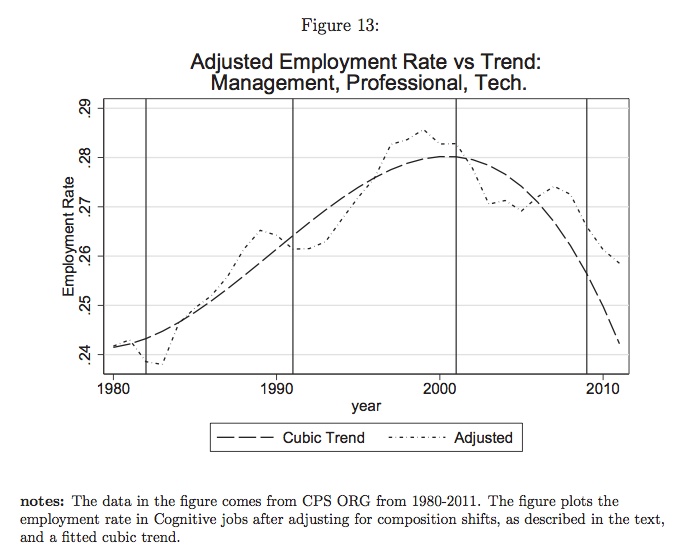 Figure 13:
Adjusted Employment Rate vs Trend:
Management, Professional, Tech.
.29
.28
.27
.26
.25
.24
Employment Rate
1980 1990 2000 2010
year
Cubic Trend Adjusted
notes: The data in the figure comes from CPS ORG from 1980-2011. The figure plots the
employment rate in Cognitive jobs after adjusting for composition shifts, as described in the text,
and a fitted cubic trend.